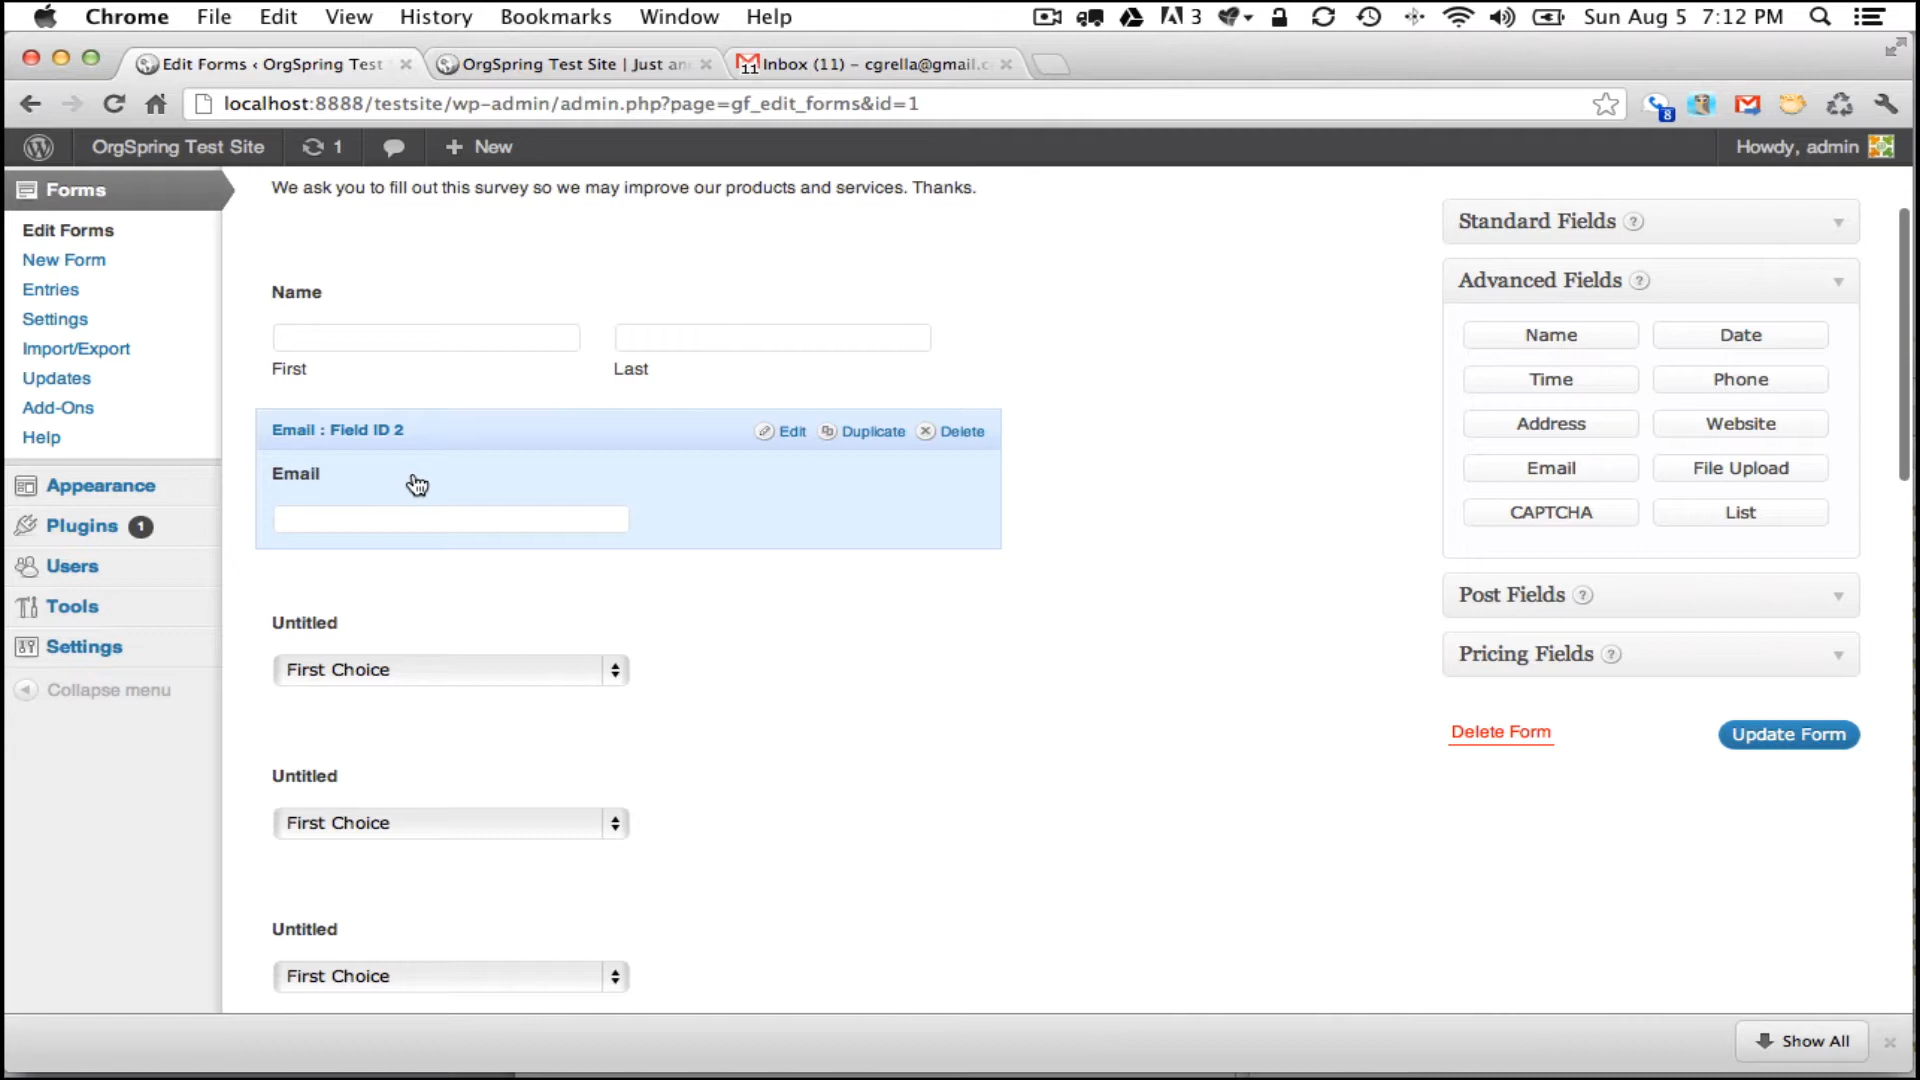 Chrome File Edit View History Bookmarks Window Help 3 Sun Aug 5 7:12 PM
Edit Forms ‹ OrgSpring Test OrgSpring Test Site | Just an 11 Inbox (11) – cgrella@gmail.c
localhost:8888/testsite/wp-admin/admin.php?page=gf_edit_forms&id=1 8
OrgSpring Test Site 1 + New Howdy, admin
Forms
Edit Forms
New Form
Entries
Settings
Import/Export
Updates
Add-Ons
Help
Appearance
Plugins 1
Users
Tools
Settings
Collapse menu
We ask you to fill out this survey so we may improve our products and services. Thanks.
Name
First Last
Email : Field ID 2 Edit Duplicate Delete
Email
Untitled
First Choice
Untitled
First Choice
Untitled
First Choice
Standard Fields ?
Advanced Fields ?
Name Date
Time Phone
Address Website
Email File Upload
CAPTCHA List
Post Fields ?
Pricing Fields ?
Delete Form Update Form
Show All